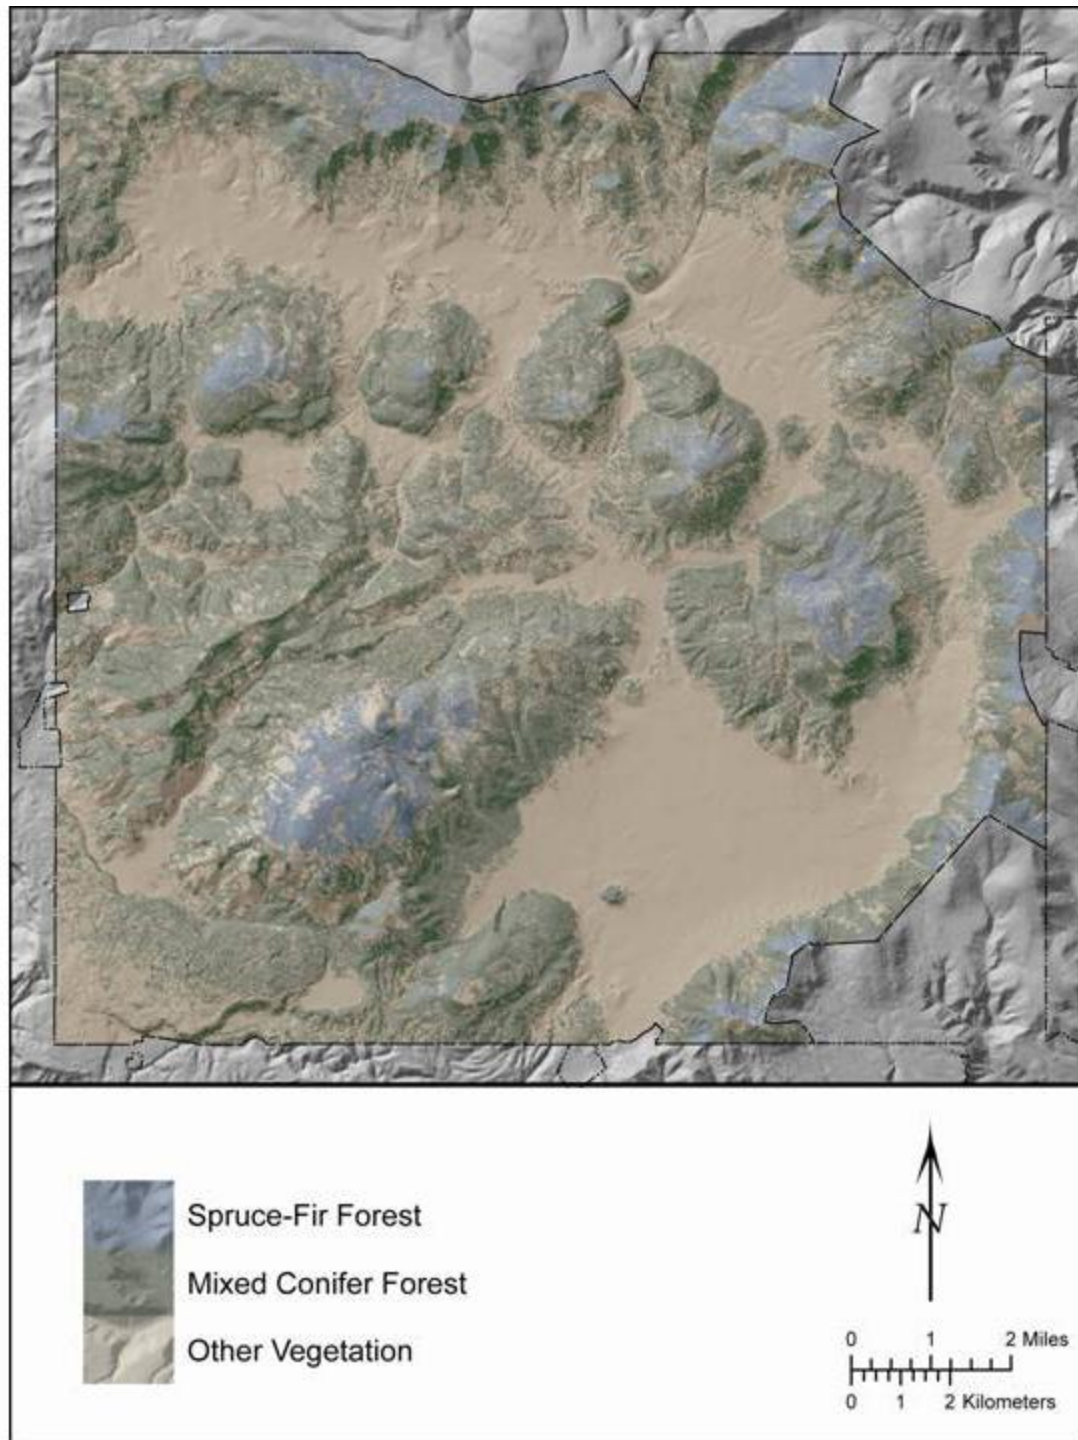 Spruce-Fir Forest
Mixed Conifer Forest
Other Vegetation
N
0 1 2 Miles
0 1 2 Kilometers